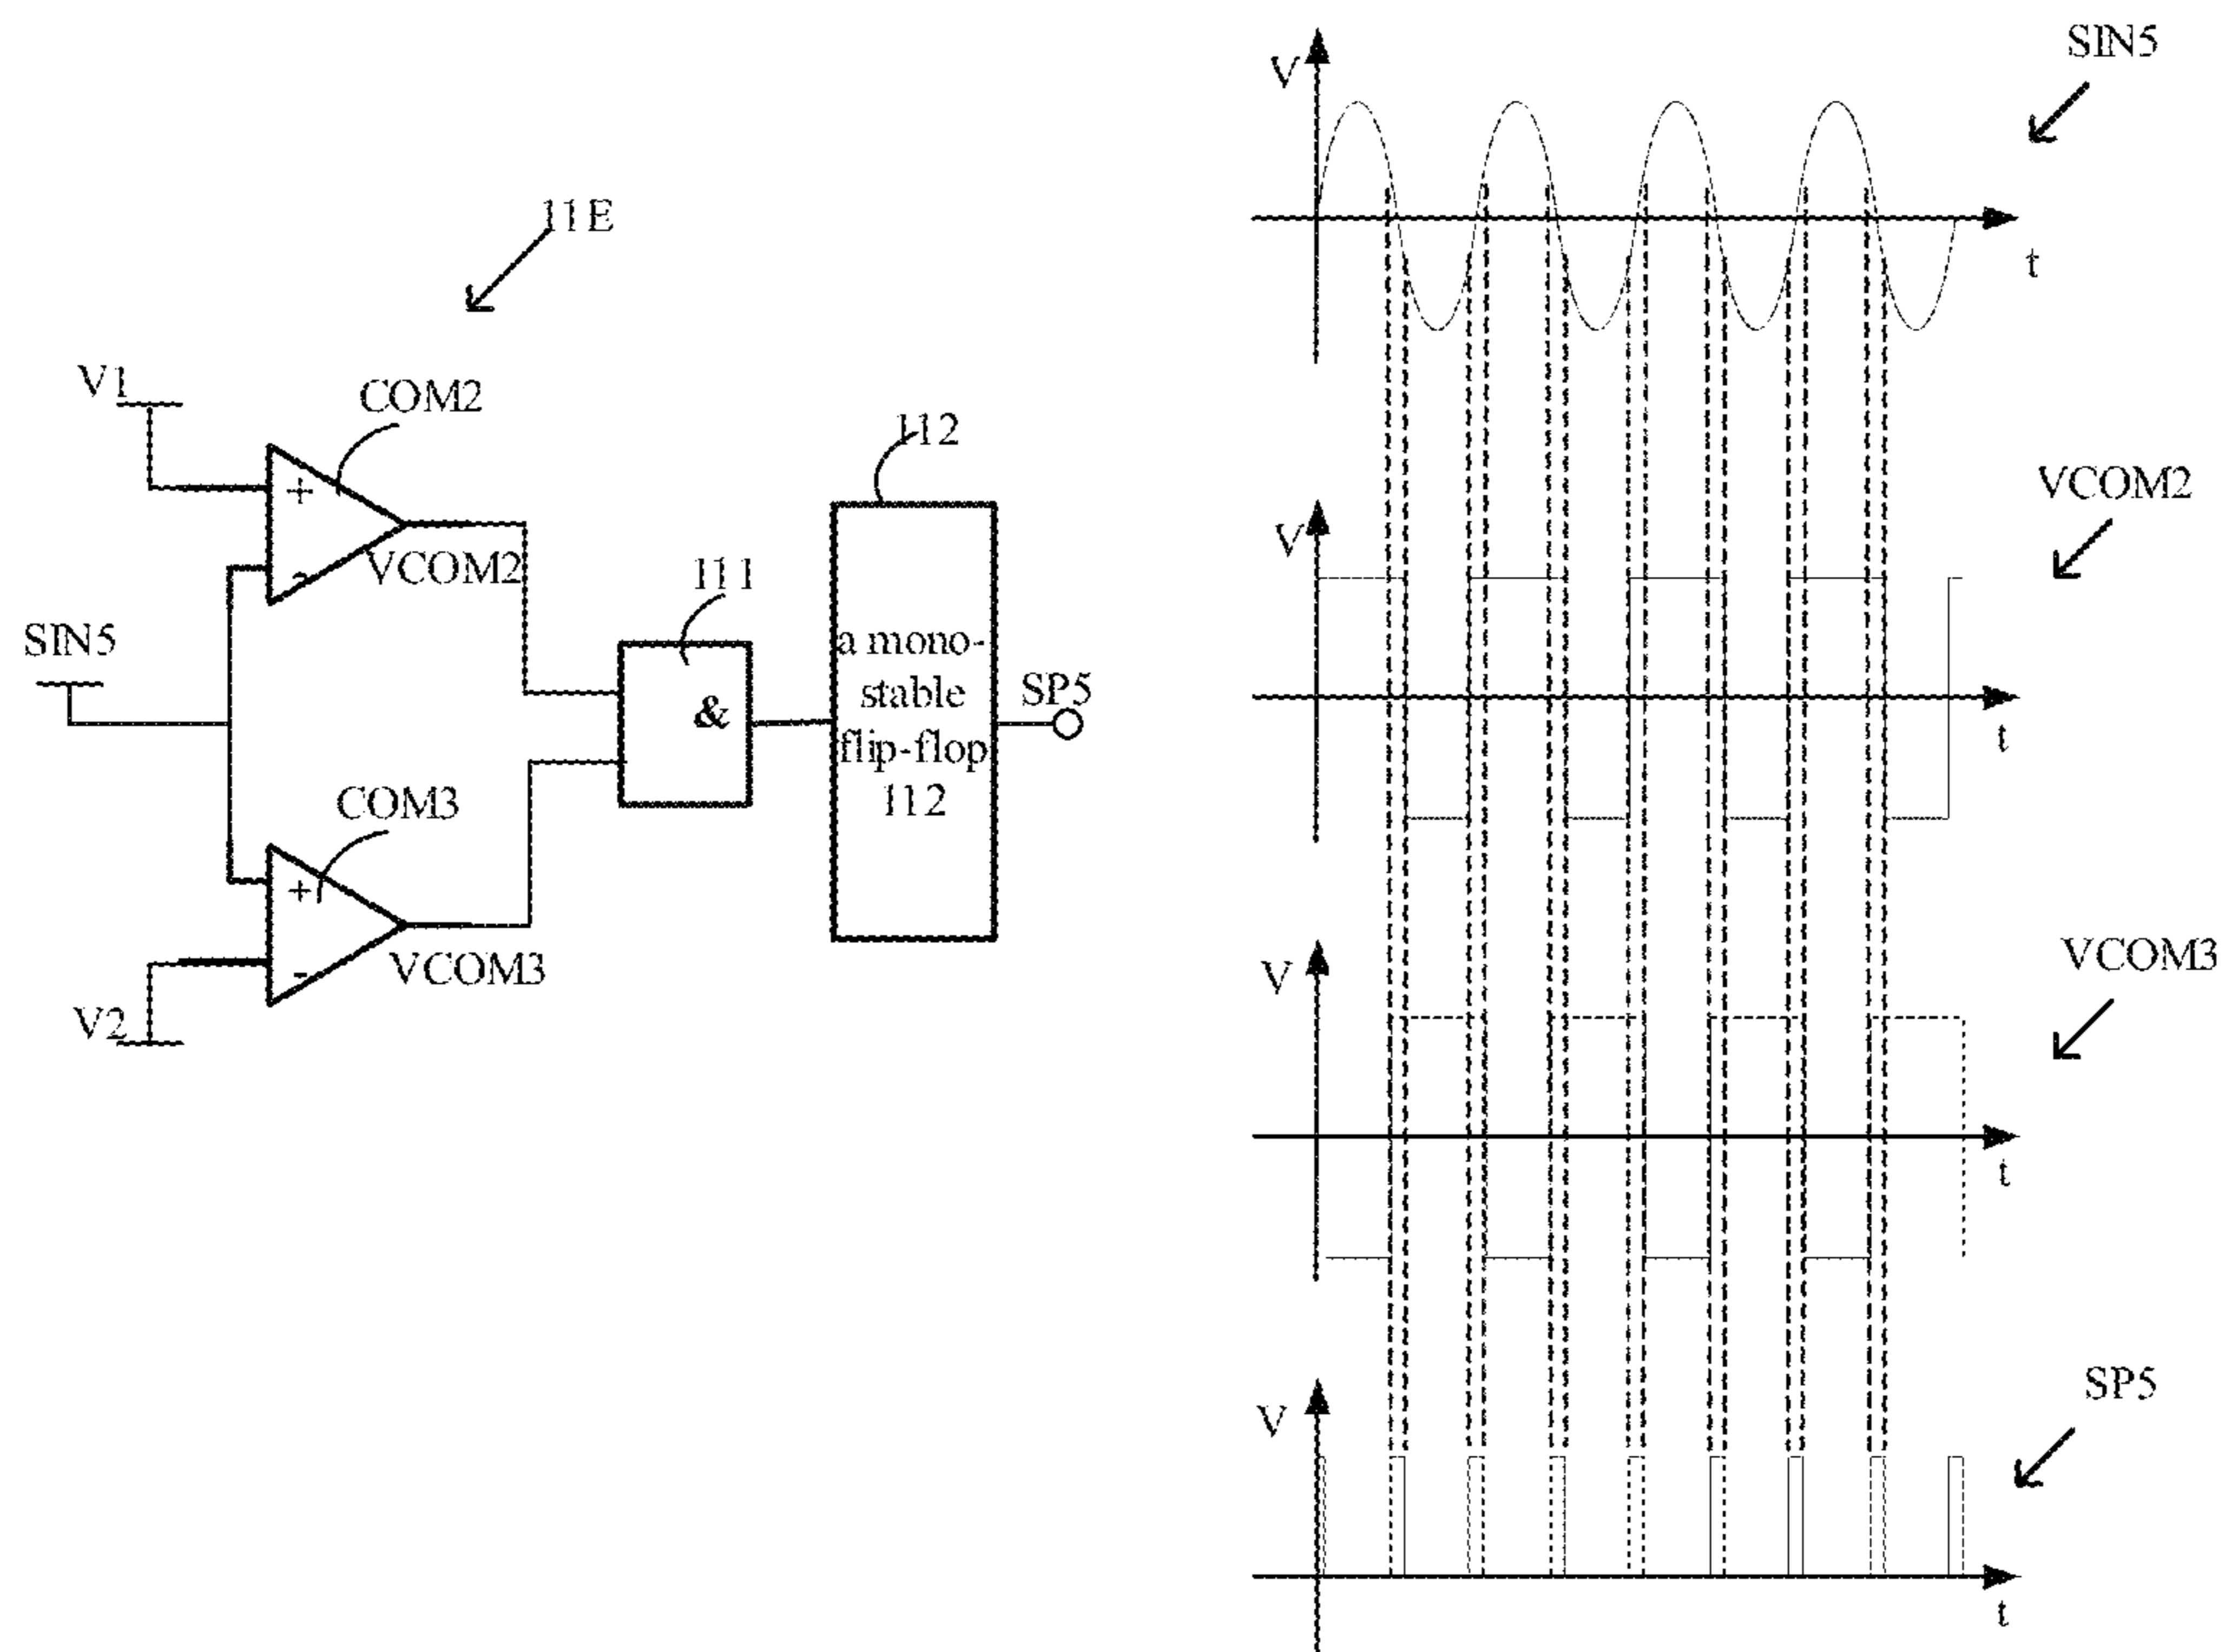 11E
V1
COM2
VCOM2
SIN5
111
&
112
a mono-
stable
flip-flop
112
SP5
COM3
VCOM3
V2
+
-
+
-
V
SIN5
t
V
VCOM2
t
V
VCOM3
t
V
SP5
t